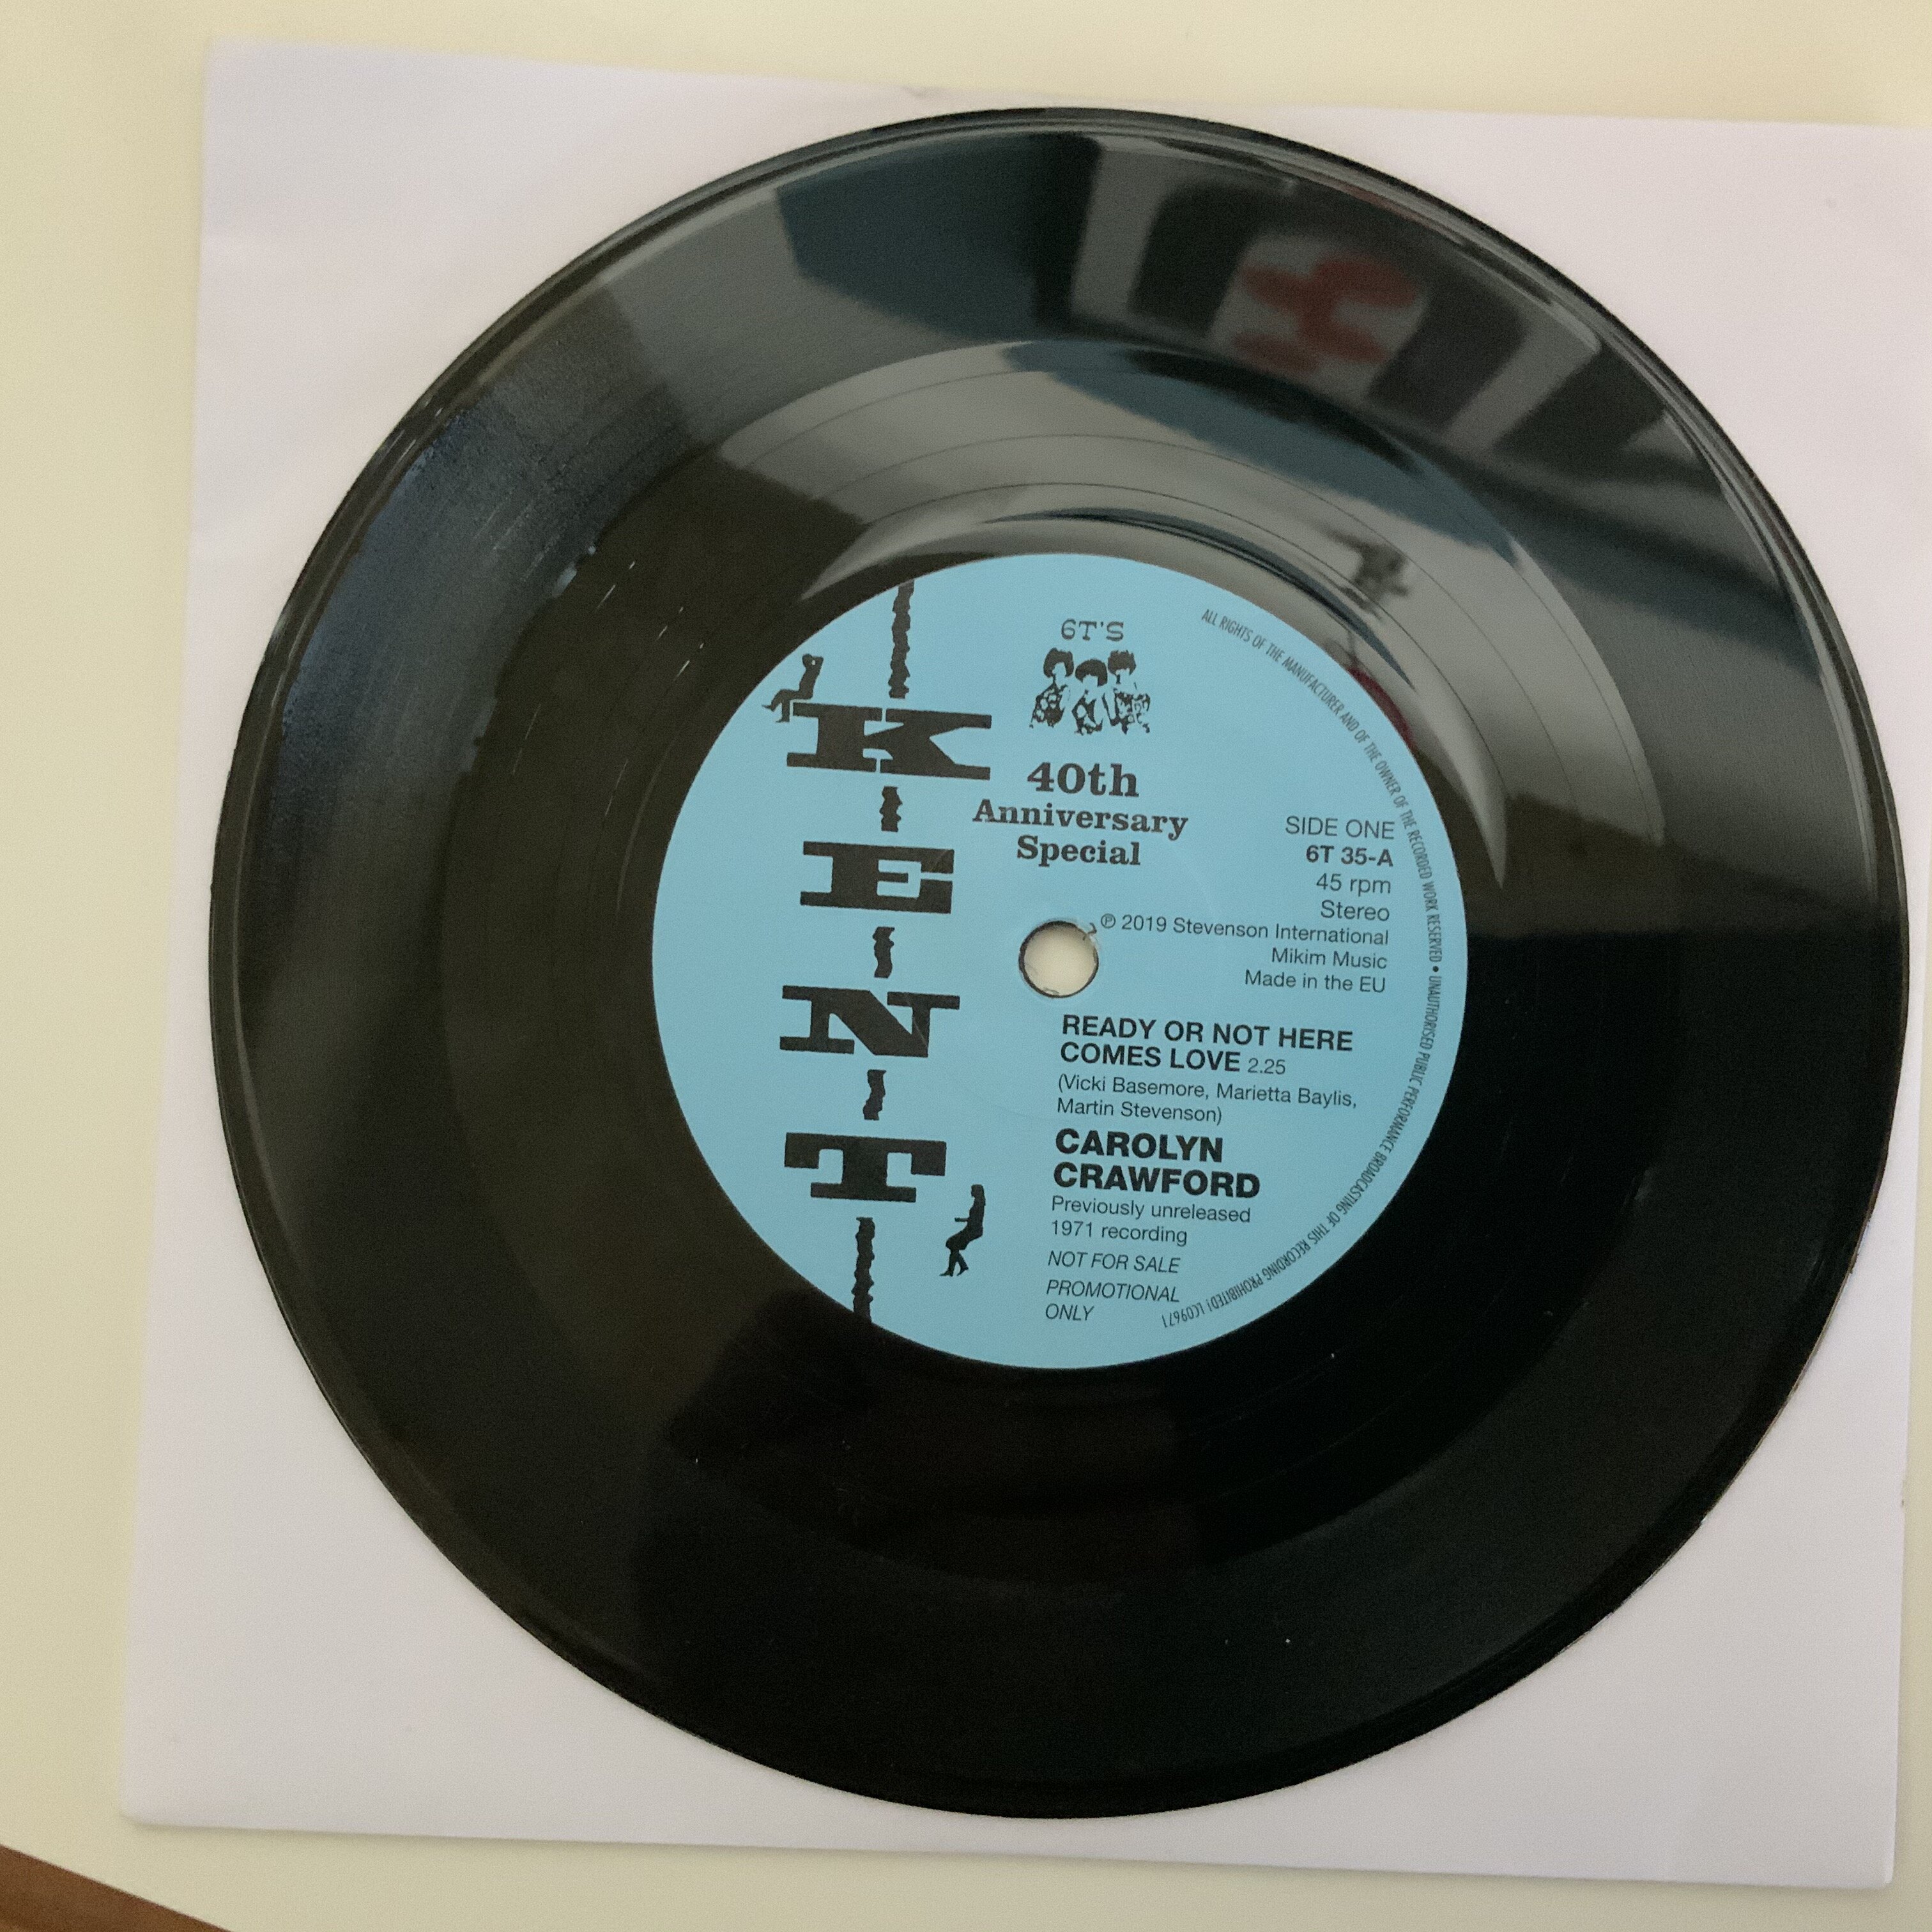 KENT
6T'S
40th
Anniversary
Special
SIDE ONE
6T 35-A
45 rpm
Stereo
℗ 2019 Stevenson International
Mikim Music
Made in the EU
READY OR NOT HERE
COMES LOVE 2.25
(Vicki Basemore, Marietta Baylis,
Martin Stevenson)
CAROLYN
CRAWFORD
Previously unreleased
1971 recording
NOT FOR SALE
PROMOTIONAL
ONLY
ALL RIGHTS OF THE MANUFACTURER AND OF THE OWNER OF THE RECORDED WORK RESERVED • UNAUTHORISED PUBLIC PERFORMANCE BROADCASTING OF THIS RECORDING PROHIBITED! LC09671